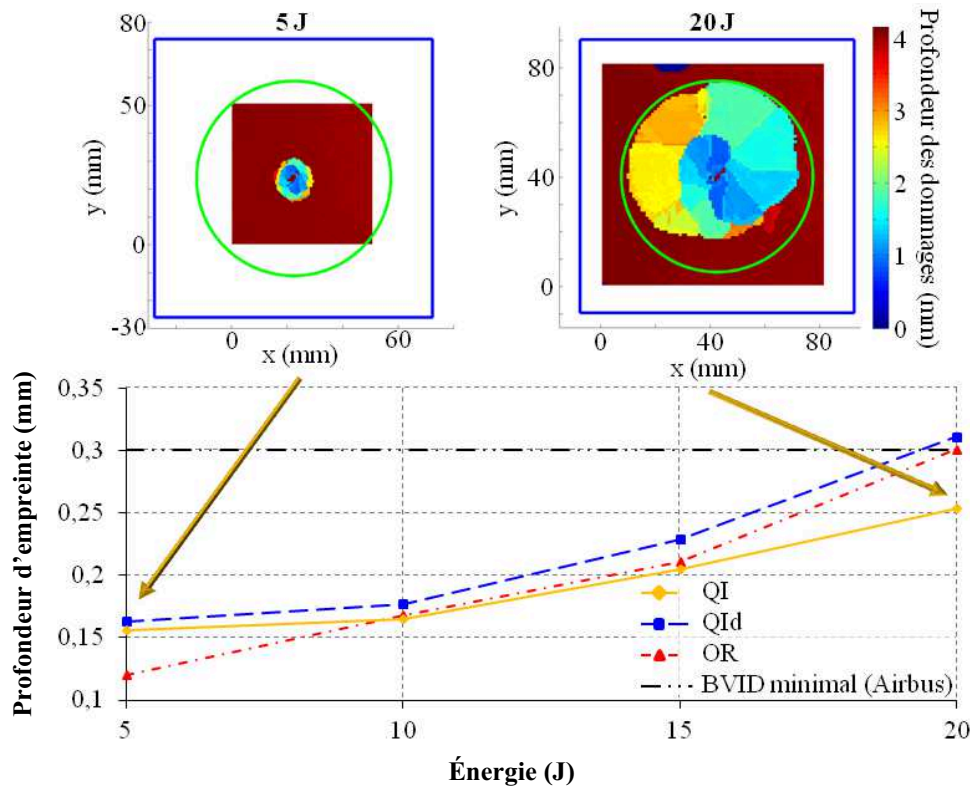 5 J
20 J
80
50
0
-30
y (mm)
0
60
x (mm)
80
40
0
y (mm)
0
40
80
x (mm)
4
3
2
1
0
Profondeur des dommages (mm)
0,35
0,3
0,25
0,2
0,15
0,1
Profondeur d'empreinte (mm)
QI
QId
OR
BVID minimal (Airbus)
5
10
15
20
Énergie (J)